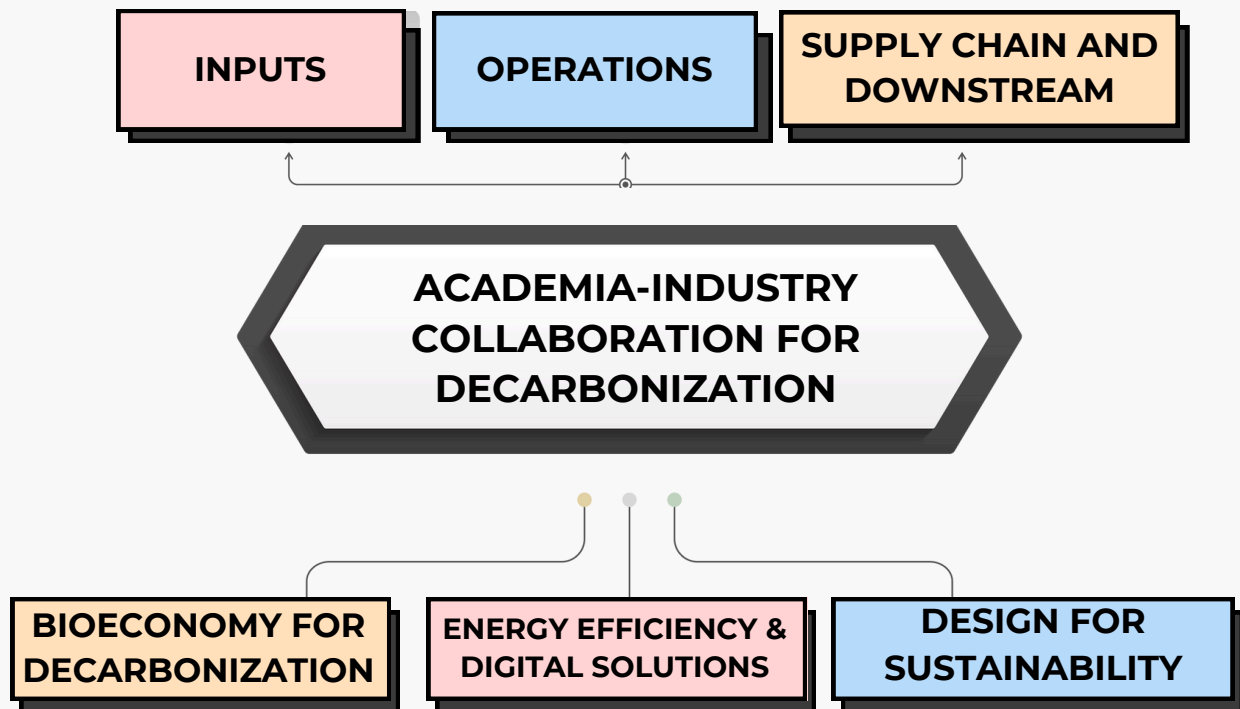 INPUTS
OPERATIONS
SUPPLY CHAIN AND
DOWNSTREAM
ACADEMIA-INDUSTRY
COLLABORATION FOR
DECARBONIZATION
BIOECONOMY FOR
DECARBONIZATION
ENERGY EFFICIENCY &
DIGITAL SOLUTIONS
DESIGN FOR
SUSTAINABILITY